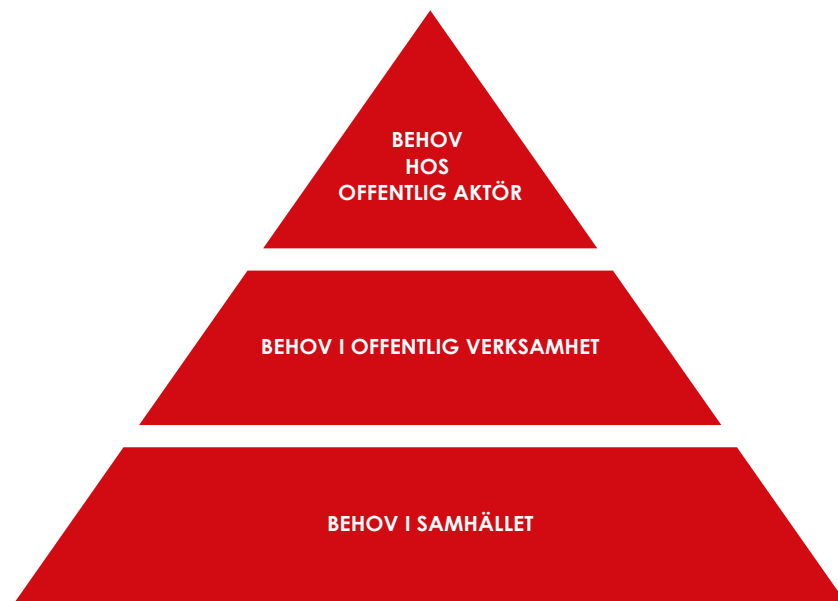 BEHOV
HOS
OFFENTLIG AKTÖR
BEHOV I OFFENTLIG VERKSAMHET
BEHOV I SAMHÄLLET